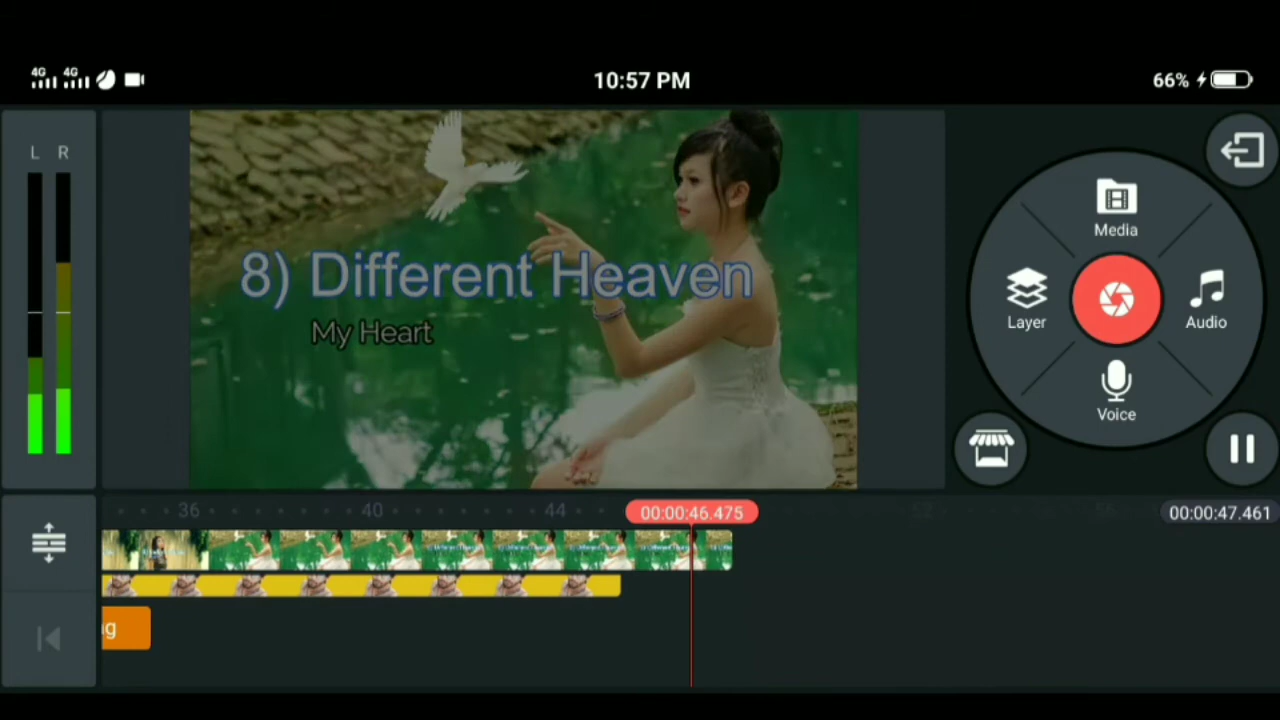 4G 4G
10:57 PM
66%
L R
Media
8) Different Heaven
My Heart
Layer
Audio
Voice
36 40 44
00:00:46.475
00:00:47.461
g